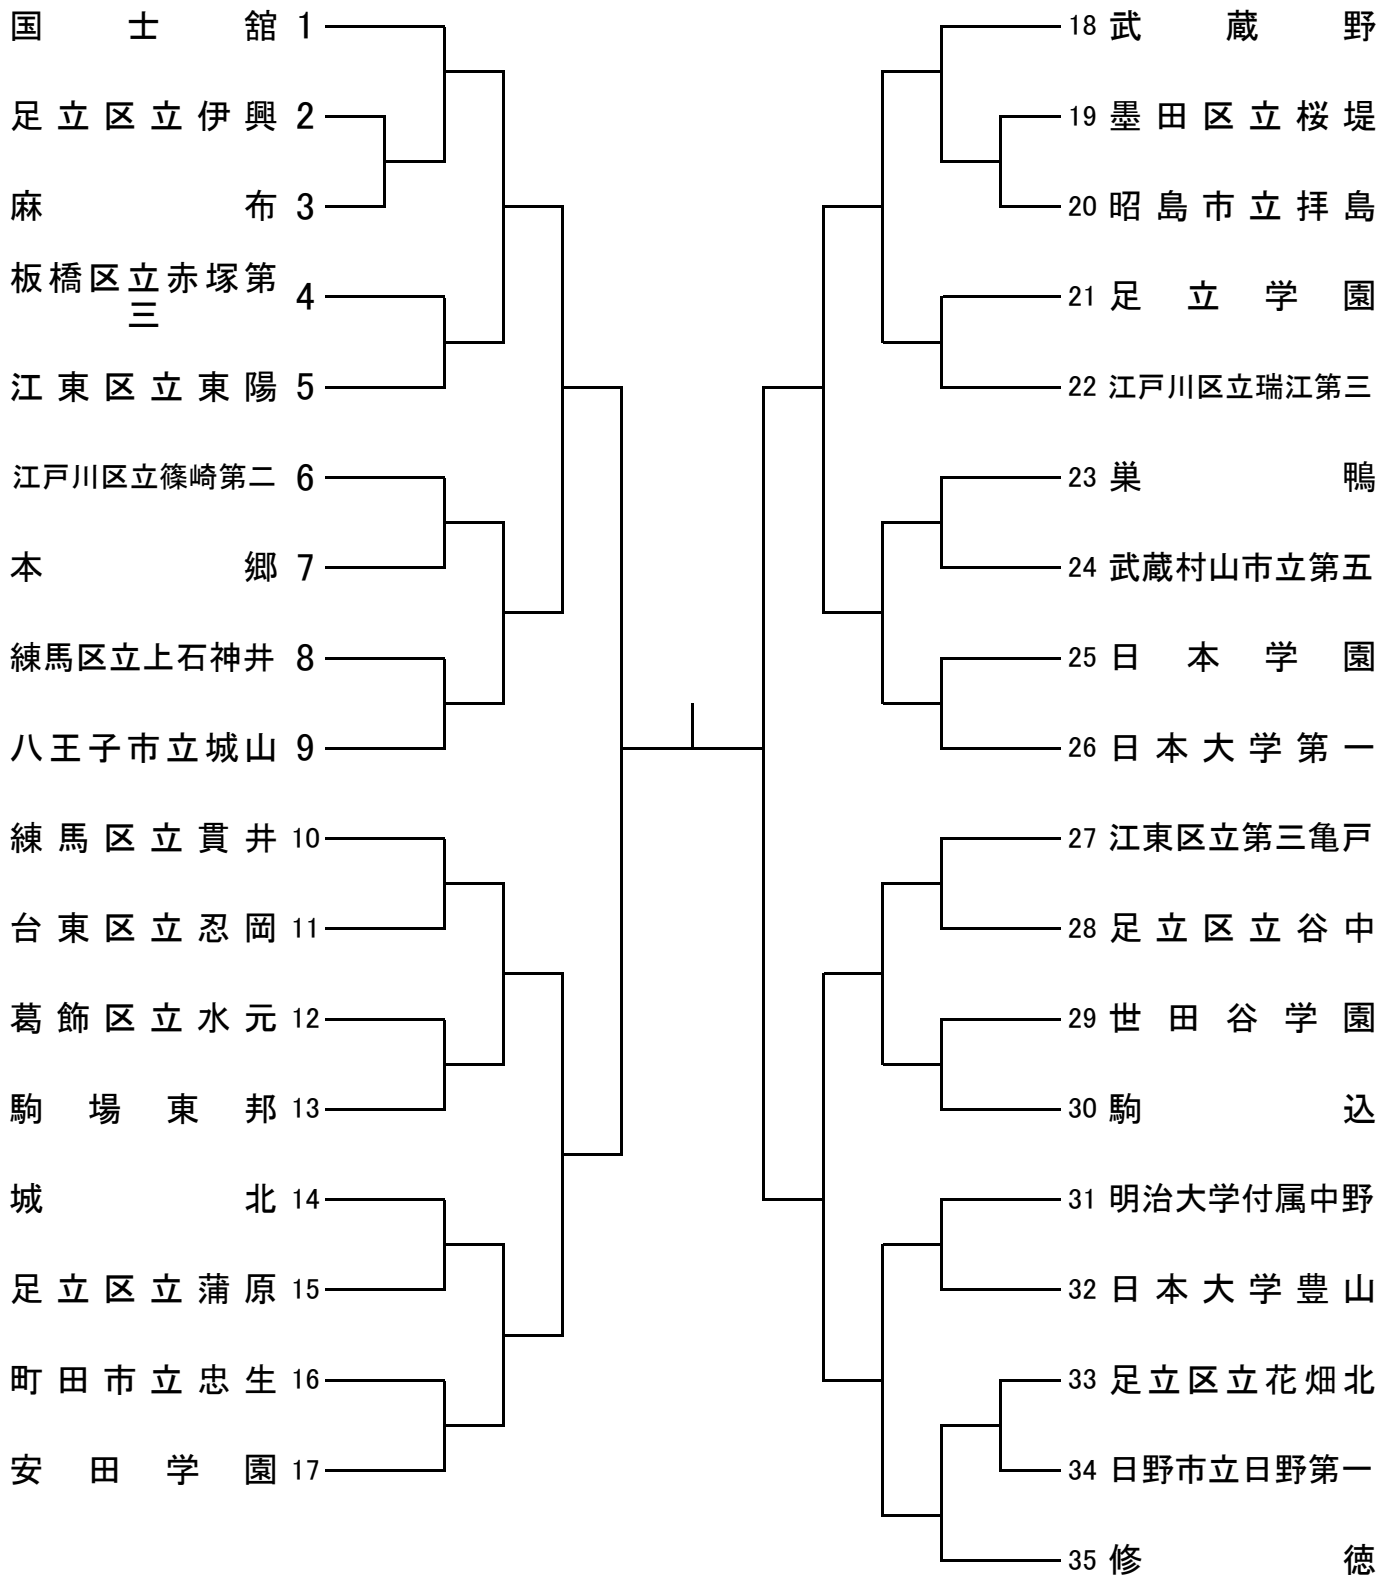 国士舘 1
足立区立伊興 2
麻布 3
板橋区立赤塚第
三 4
江東区立東陽 5
江戸川区立篠崎第二 6
本郷 7
練馬区立上石神井 8
八王子市立城山 9
練馬区立貫井 10
台東区立忍岡 11
葛飾区立水元 12
駒場東邦 13
城北 14
足立区立蒲原 15
町田市立忠生 16
安田学園 17
18 武蔵野
19 墨田区立桜堤
20 昭島市立拝島
21 足立学園
22 江戸川区立瑞江第三
23 巣鴨
24 武蔵村山市立第五
25 日本学園
26 日本大学第一
27 江東区立第三亀戸
28 足立区立谷中
29 世田谷学園
30 駒込
31 明治大学付属中野
32 日本大学豊山
33 足立区立花畑北
34 日野市立日野第一
35 修徳